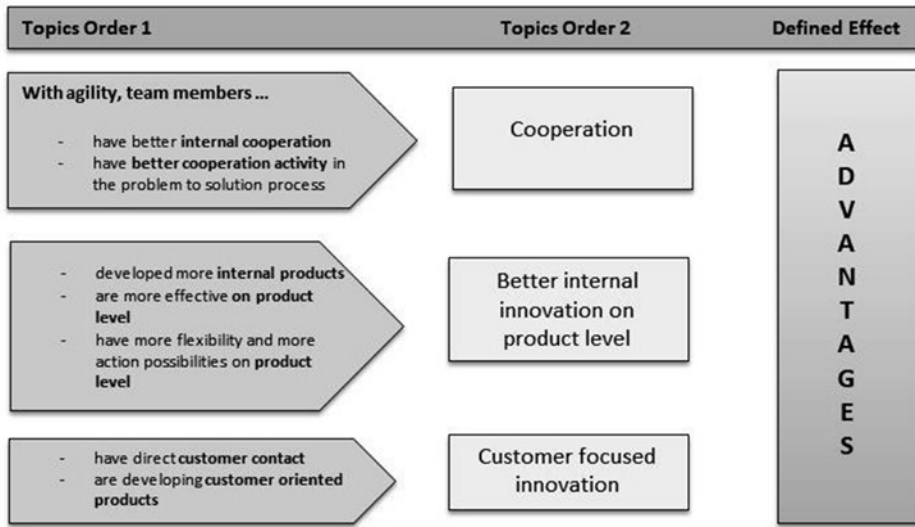 Topics Order 1
Topics Order 2
Defined Effect
With agility, team members ...
- have better internal cooperation
- have better cooperation activity in
the problem to solution process
Cooperation
- developed more internal products
- are more effective on product
level
- have more flexibility and more
action possibilities on product
level
Better internal
innovation on
product level
- have direct customer contact
- are developing customer oriented
products
Customer focused
innovation
A
D
V
A
N
T
A
G
E
S